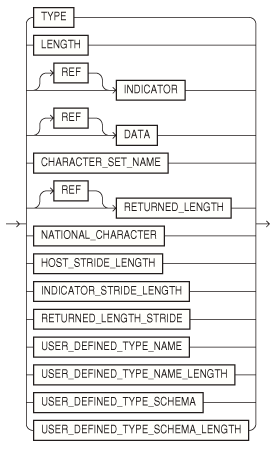 TYPE
LENGTH
REF
INDICATOR
REF
DATA
CHARACTER_SET_NAME
REF
RETURNED_LENGTH
NATIONAL_CHARACTER
HOST_STRIDE_LENGTH
INDICATOR_STRIDE_LENGTH
RETURNED_LENGTH_STRIDE
USER_DEFINED_TYPE_NAME
USER_DEFINED_TYPE_NAME_LENGTH
USER_DEFINED_TYPE_SCHEMA
USER_DEFINED_TYPE_SCHEMA_LENGTH